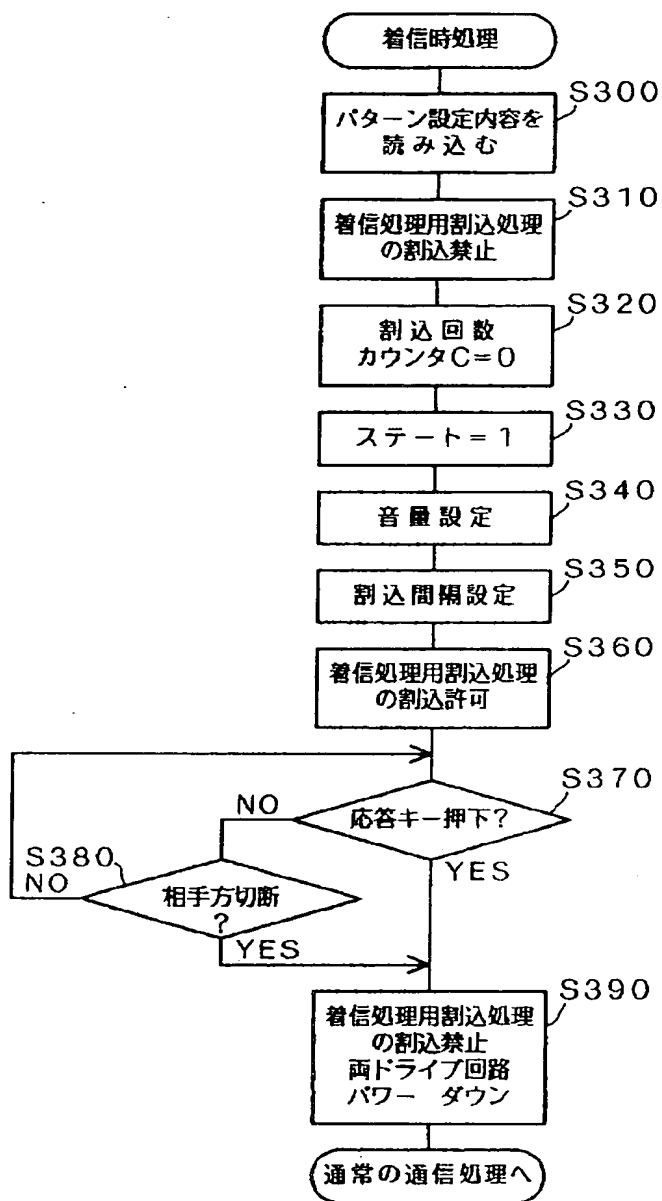 着信時処理
S300
パターン設定内容を
読み込む
S310
着信処理用割込処理
の割込禁止
S320
割込回数
カウンタC=0
S330
ステート=1
S340
音量設定
S350
割込間隔設定
S360
着信処理用割込処理
の割込許可
S370
応答キー押下?
NO
YES
S380
相手方切断
?
NO
YES
S390
着信処理用割込処理
の割込禁止
両ドライブ回路
パワー ダウン
通常の通信処理へ